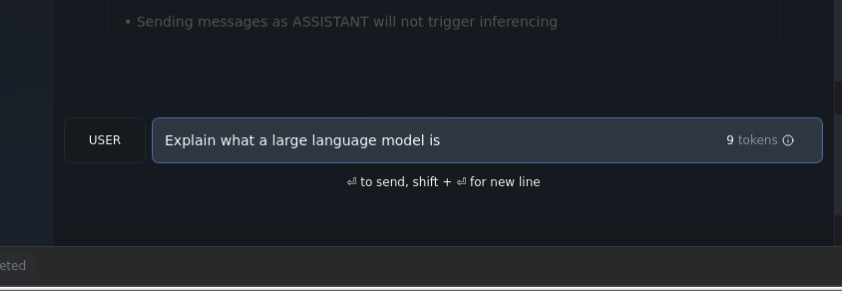 • Sending messages as ASSISTANT will not trigger inferencing
USER
Explain what a large language model is
9 tokens
⏎ to send, shift + ⏎ for new line
eted